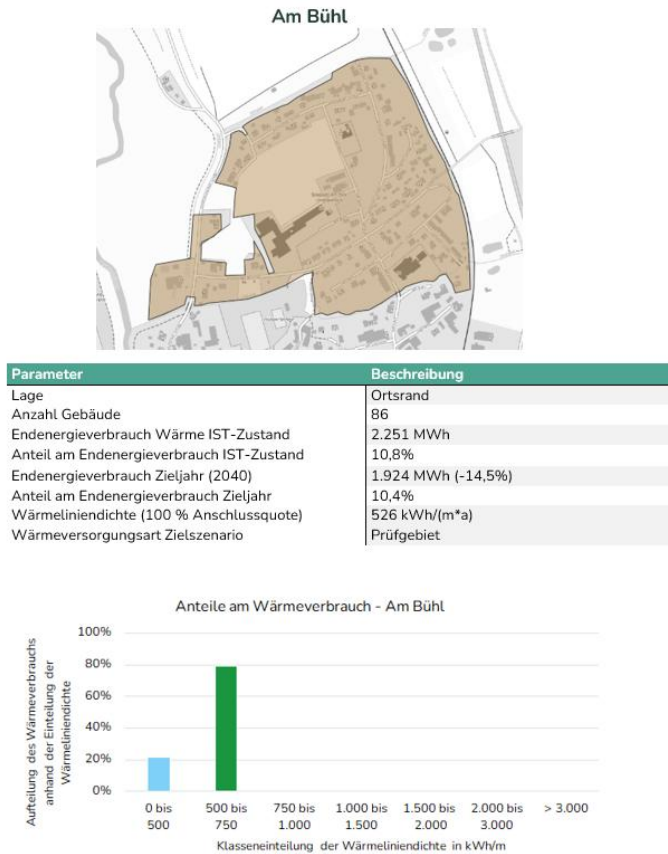 Am Bühl
Parameter Beschreibung
Lage Ortsrand
Anzahl Gebäude 86
Endenergieverbrauch Wärme IST-Zustand 2.251 MWh
Anteil am Endenergieverbrauch IST-Zustand 10,8%
Endenergieverbrauch Zieljahr (2040) 1.924 MWh (-14,5%)
Anteil am Endenergieverbrauch Zieljahr 10,4%
Wärmeliniendichte (100 % Anschlussquote) 526 kWh/(m*a)
Wärmeversorgungsart Zielszenario Prüfgebiet
Anteile am Wärmeverbrauch - Am Bühl
Aufteilung des Wärmeverbrauchs
anhand der Einteilung der
Wärmeliniendichte
100%
80%
60%
40%
20%
0%
0 bis 500 bis 750 bis 1.000 bis 1.500 bis 2.000 bis > 3.000
500 750 1.000 1.500 2.000 3.000
Klasseneinteilung der Wärmeliniendichte in kWh/m